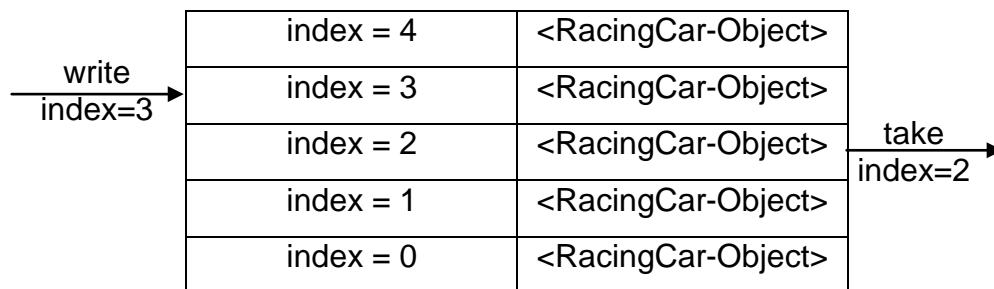 index = 4 <RacingCar-Object>
write
index=3
index = 3 <RacingCar-Object>
index = 2 <RacingCar-Object>
take
index=2
index = 1 <RacingCar-Object>
index = 0 <RacingCar-Object>